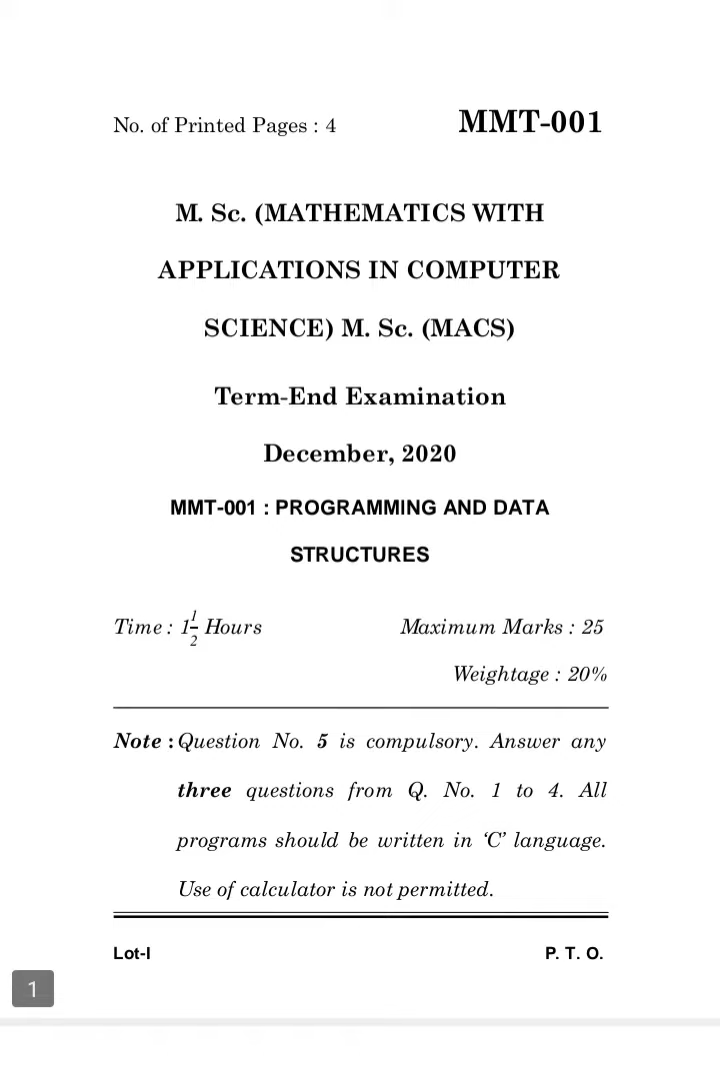 No. of Printed Pages : 4 MMT-001
M. Sc. (MATHEMATICS WITH
APPLICATIONS IN COMPUTER
SCIENCE) M. Sc. (MACS)
Term-End Examination
December, 2020
MMT-001 : PROGRAMMING AND DATA
STRUCTURES
Time : 1 1/2 Hours Maximum Marks : 25
Weightage : 20%
Note : Question No. 5 is compulsory. Answer any
three questions from Q. No. 1 to 4. All
programs should be written in ‘C’ language.
Use of calculator is not permitted.
Lot-I P. T. O.
1